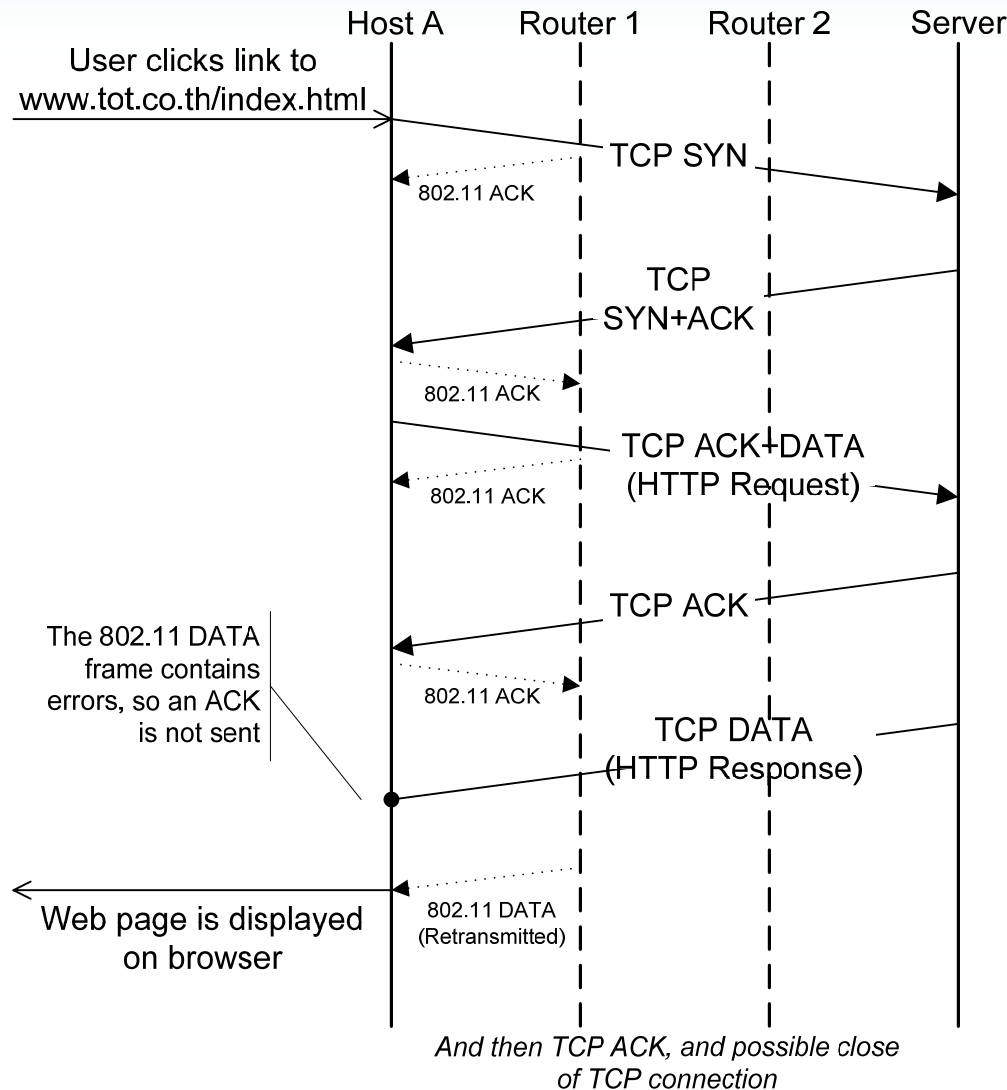 Host A
Router 1
Router 2
Server
User clicks link to
www.tot.co.th/index.html
TCP SYN
802.11 ACK
TCP
SYN+ACK
802.11 ACK
TCP ACK+DATA
(HTTP Request)
802.11 ACK
TCP ACK
The 802.11 DATA
frame contains
errors, so an ACK
is not sent
802.11 ACK
TCP DATA
(HTTP Response)
802.11 DATA
(Retransmitted)
Web page is displayed
on browser
And then TCP ACK, and possible close
of TCP connection